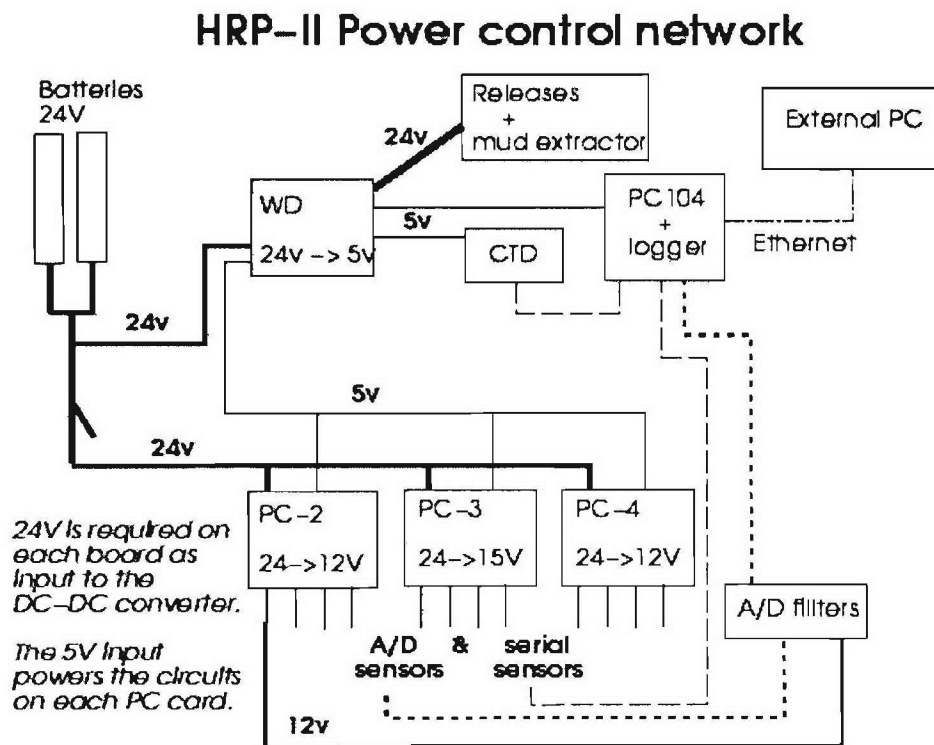 HRP-II Power control network
Batteries
24V
Releases
+
mud extractor
External PC
24v
WD
24v -> 5v
5v
PC104
+
logger
CTD
Ethernet
24v
5v
24v
PC-2
24->12V
PC-3
24->15V
PC-4
24->12V
24V is required on
each board as
input to the
DC-DC converter.
A/D filters
A/D & serial
sensors sensors
The 5V input
powers the circuits
on each PC card.
12v